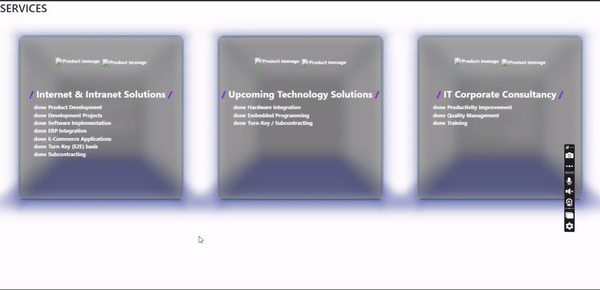 SERVICES
Product immage Product immage
/ Internet & Intranet Solutions /
done Product Development
done Development Projects
done Software Implementation
done ERP Integration
done E-Commerce Applications
done Turn-Key (E2E) basis
done Subcontracting
Product immage Product immage
/ Upcoming Technology Solutions /
done Hardware Integration
done Embedded Programming
done Turn-Key / Subcontracting
Product immage Product immage
/ IT Corporate Consultancy /
done Productivity Improvement
done Quality Management
done Training